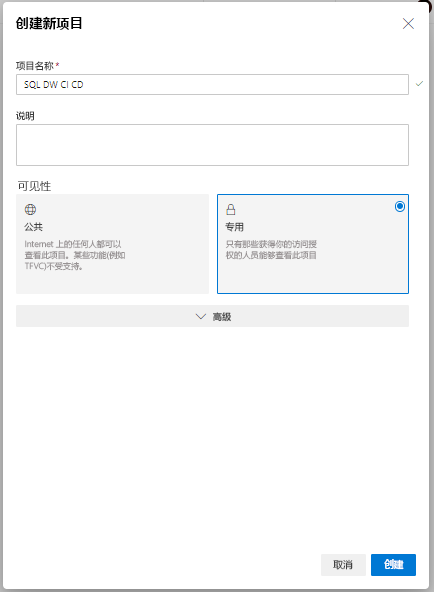 创建新项目
项目名称*
SQL DW CI CD
说明
可见性
公共
Internet 上的任何人都可以
查看此项目。某些功能(例如
TFVC)不受支持。
专用
只有那些获得你的访问授
权的人员能够查看此项目
高级
取消
创建